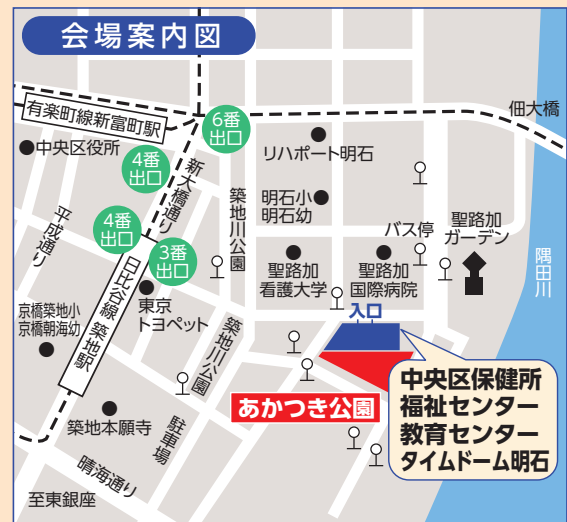 会場案内図
有楽町線新富町駅
6番
出口
佃大橋
中央区役所
リハポート明石
4番
出口
新大橋通り
築地川公園
明石小
明石幼
平成通り
4番
出口
3番
出口
バス停
聖路加
ガーデン
隅田川
日比谷線 築地駅
聖路加
看護大学
聖路加
国際病院
東京
トヨペット
入口
京橋築地小
京橋朝海幼
築地川公園
あかつき公園
中央区保健所
福祉センター
教育センター
タイムドーム明石
築地本願寺
駐車場
晴海通り
至東銀座